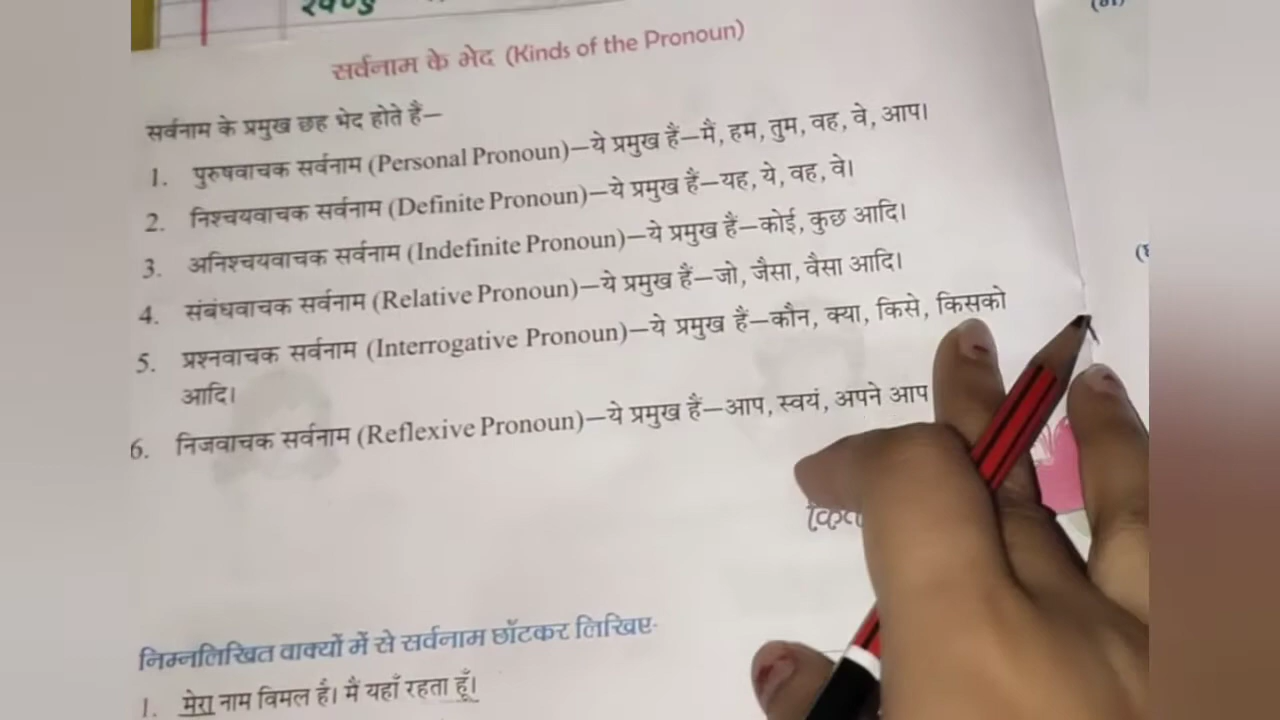 सर्वनाम के भेद (Kinds of the Pronoun)
सर्वनाम के प्रमुख छह भेद होते हैं—
1. पुरुषवाचक सर्वनाम (Personal Pronoun)—ये प्रमुख हैं—मैं, हम, तुम, वह, वे, आप।
2. निश्चयवाचक सर्वनाम (Definite Pronoun)—ये प्रमुख हैं—यह, ये, वह, वे।
3. अनिश्चयवाचक सर्वनाम (Indefinite Pronoun)—ये प्रमुख हैं—कोई, कुछ आदि।
4. संबंधवाचक सर्वनाम (Relative Pronoun)—ये प्रमुख हैं—जो, जैसा, वैसा आदि।
5. प्रश्नवाचक सर्वनाम (Interrogative Pronoun)—ये प्रमुख हैं—कौन, क्या, किसे, किसको
आदि।
6. निजवाचक सर्वनाम (Reflexive Pronoun)—ये प्रमुख हैं—आप, स्वयं, अपने आप
निम्नलिखित वाक्यों में से सर्वनाम छाँटकर लिखिए-
1. मेरा नाम विमल है। मैं यहाँ रहता हूँ।